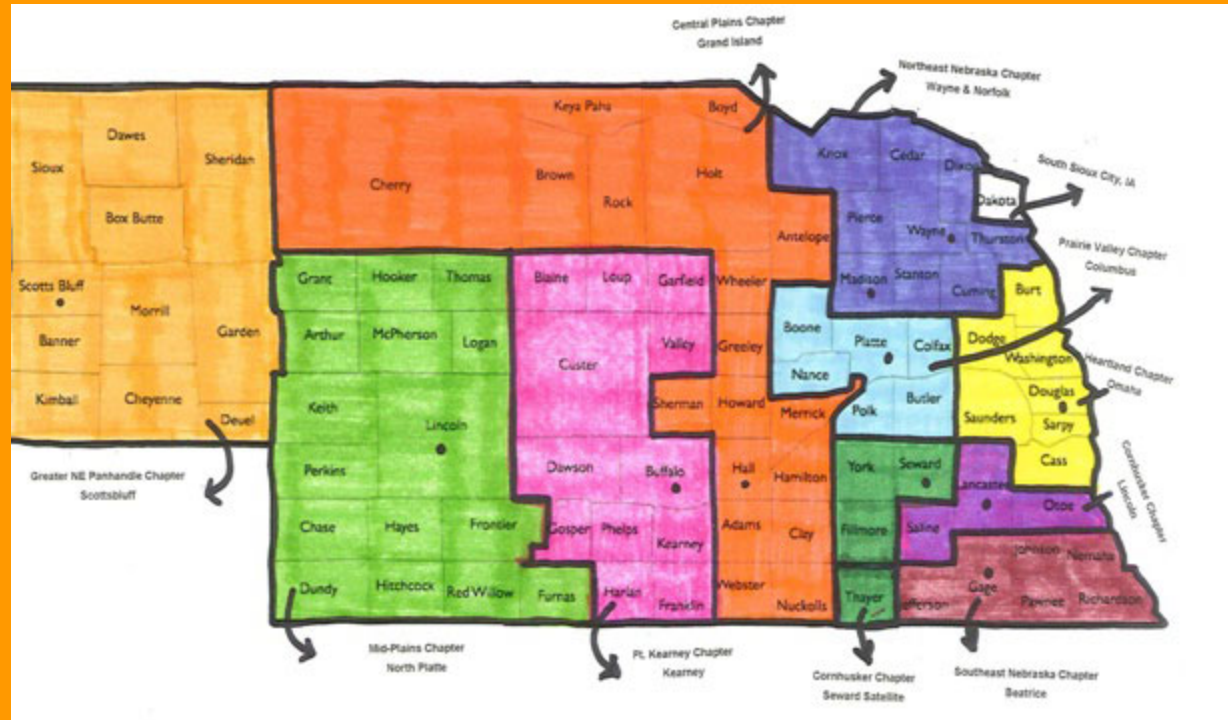 Central Plains Chapter
Grand Island
Northeast Nebraska Chapter
Wayne & Norfolk
South Sioux City, IA
Prairie Valley Chapter
Columbus
Heartland Chapter
Omaha
Cornhusker Chapter
Lincoln
Sioux
Dawes
Sheridan
Box Butte
Scotts Bluff
Morrill
Banner
Garden
Kimball
Cheyenne
Deuel
Cherry
Keya Paha
Boyd
Brown
Rock
Holt
Antelope
Wheeler
Greeley
Sherman
Howard
Merrick
Hall
Hamilton
Adams
Clay
Webster
Nuckolls
Knox
Cedar
Dixon
Dakota
Pierce
Wayne
Thurston
Madison
Stanton
Cuming
Grant
Hooker
Thomas
Arthur
McPherson
Logan
Keith
Lincoln
Perkins
Chase
Hayes
Frontier
Dundy
Hitchcock
Red Willow
Furnas
Blaine
Loup
Garfield
Custer
Valley
Dawson
Buffalo
Gosper
Phelps
Kearney
Harlan
Franklin
Boone
Platte
Colfax
Nance
Polk
Butler
Burt
Dodge
Washington
Douglas
Saunders
Sarpy
Cass
York
Seward
Fillmore
Thayer
Lancaster
Otoe
Saline
Johnson
Nemaha
Gage
Jefferson
Pawnee
Richardson
Greater NE Panhandle Chapter
Scottsbluff
Mid-Plains Chapter
North Platte
Ft. Kearney Chapter
Kearney
Cornhusker Chapter
Seward Satellite
Southeast Nebraska Chapter
Beatrice